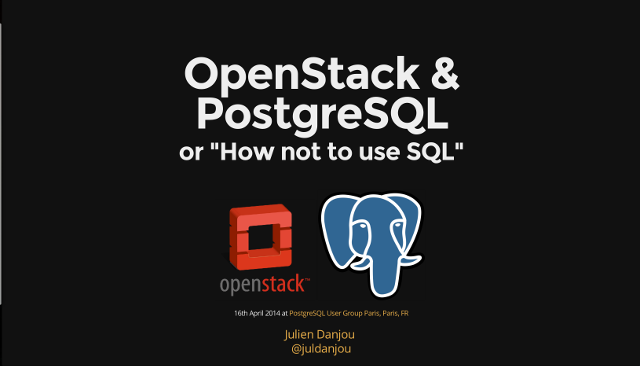 OpenStack &
PostgreSQL
or "How not to use SQL"
openstack™
16th April 2014 at PostgreSQL User Group Paris, Paris, FR
Julien Danjou
@juldanjou